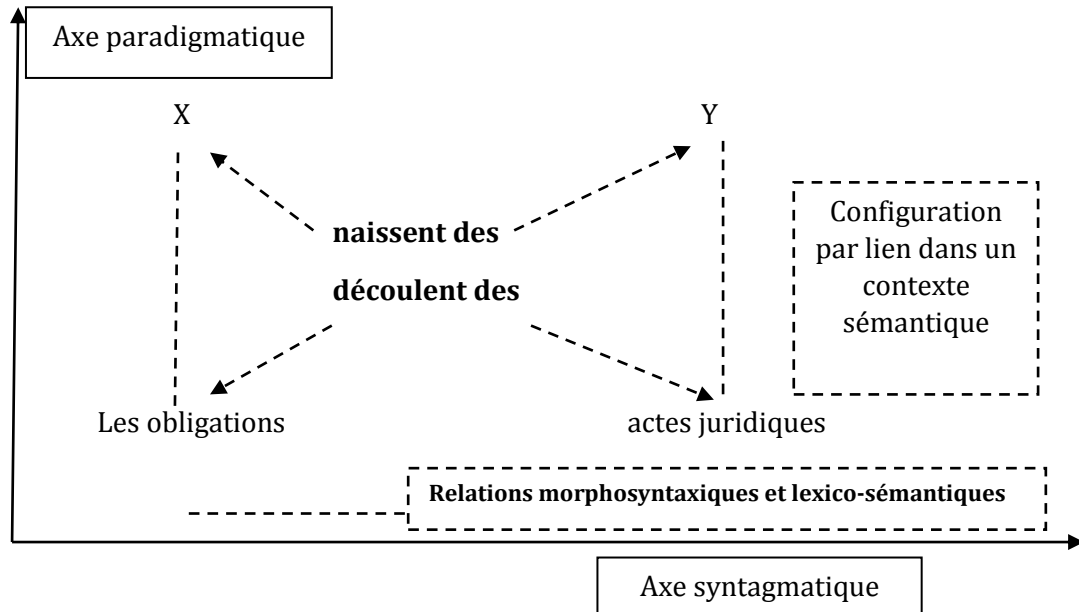 Axe paradigmatique
X
Y
naissent des
découlent des
Configuration
par lien dans un
contexte
sémantique
Les obligations
actes juridiques
Relations morphosyntaxiques et lexico-sémantiques
Axe syntagmatique